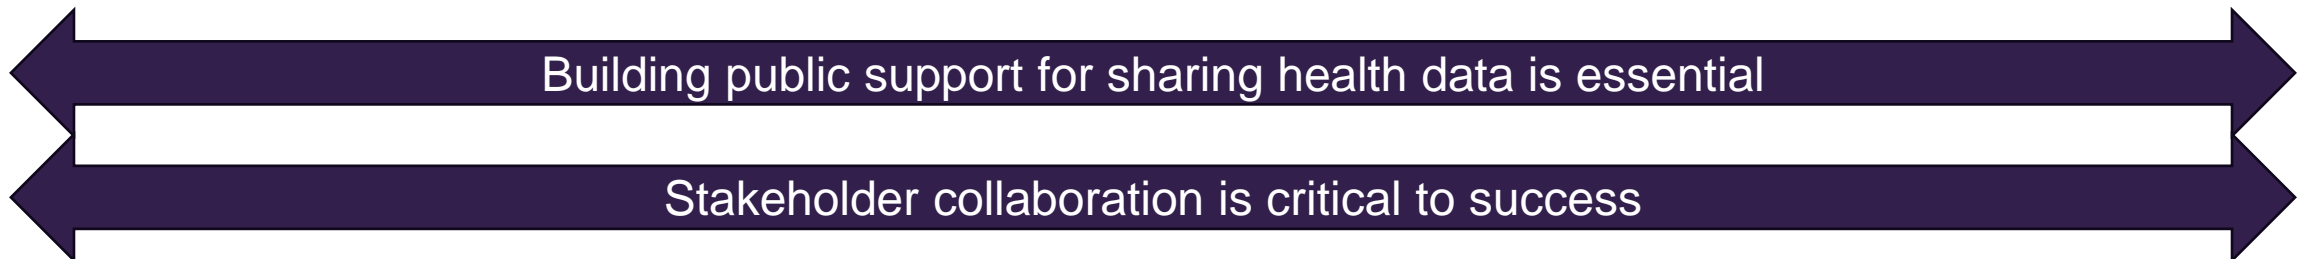 Building public support for sharing health data is essential
Stakeholder collaboration is critical to success